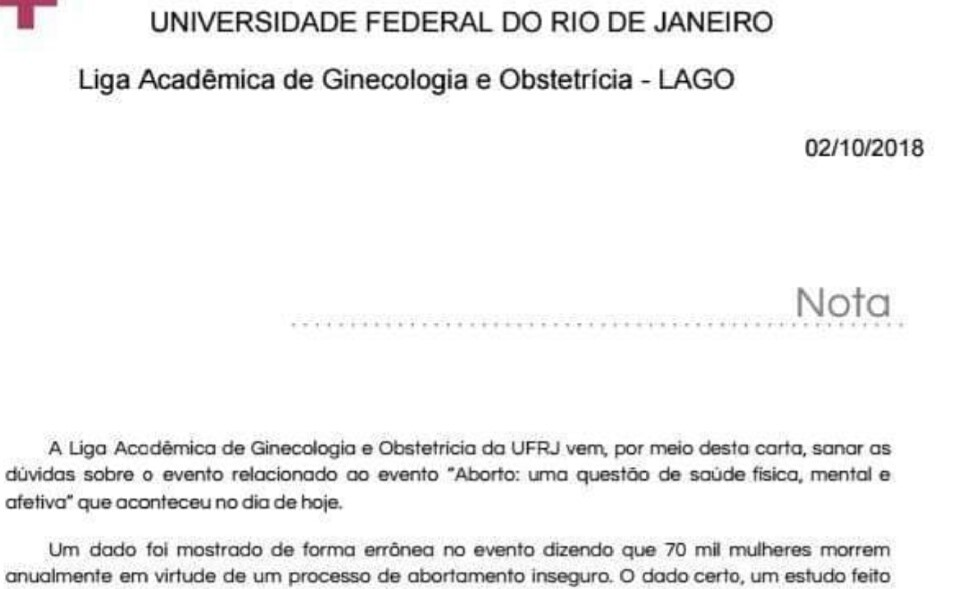 UNIVERSIDADE FEDERAL DO RIO DE JANEIRO
Liga Acadêmica de Ginecologia e Obstetrícia - LAGO
02/10/2018
Nota
A Liga Acadêmica de Ginecologia e Obstetricia da UFRJ vem, por meio desta carta, sanar as
dúvidas sobre o evento relacionado ao evento “Aborto: uma questão de saúde física, mental e
afetiva” que aconteceu no dia de hoje.
Um dado foi mostrado de forma errônea no evento dizendo que 70 mil mulheres morrem
anualmente em virtude de um processo de abortamento inseguro. O dado certo, um estudo feito